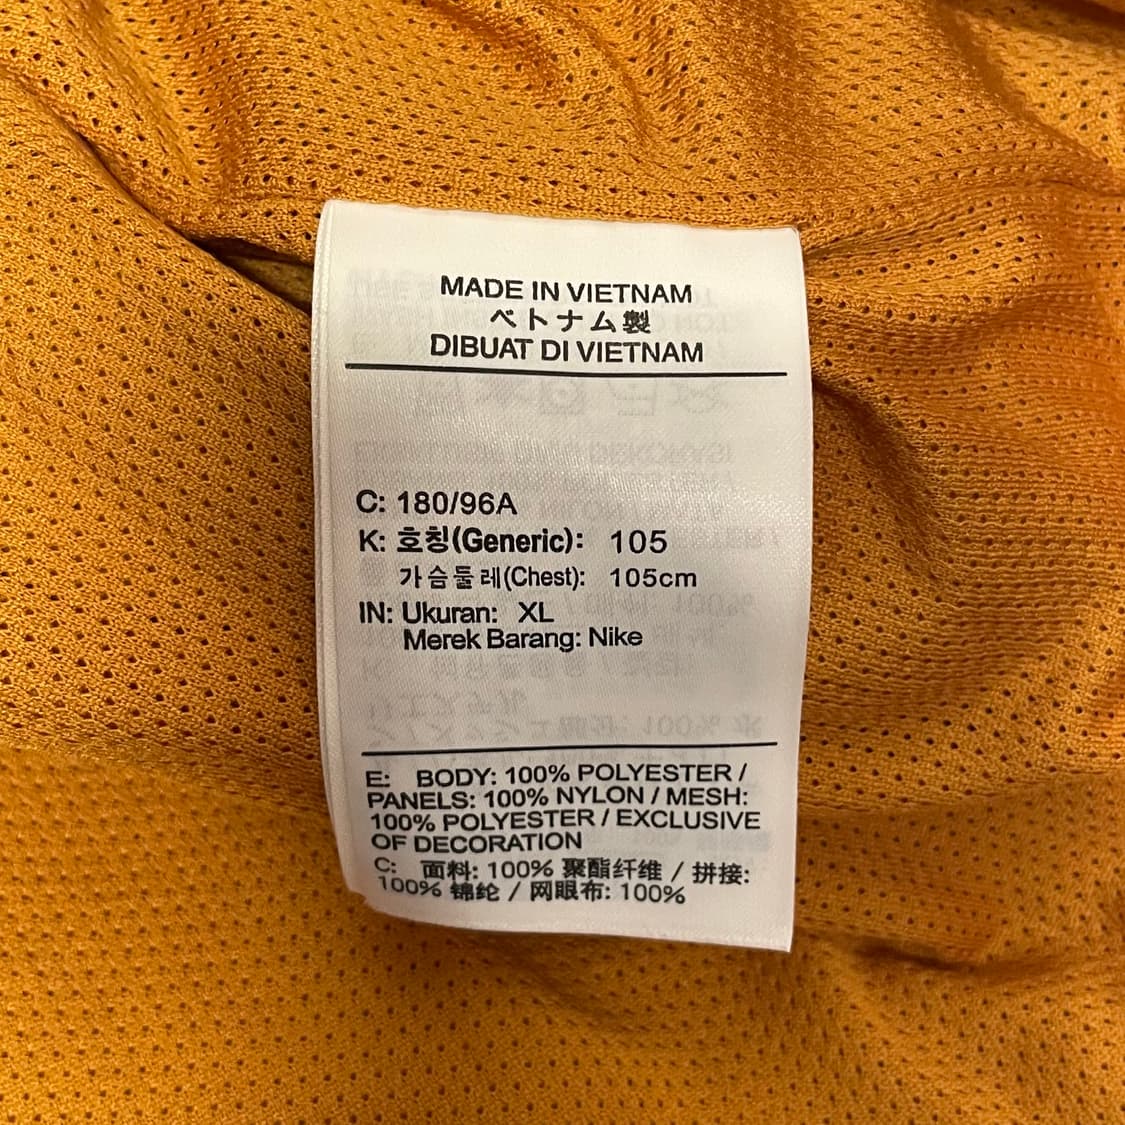 MADE IN VIETNAM
ベトナム製
DIBUAT DI VIETNAM
C: 180/96A
K: 호칭(Generic): 105
가슴둘레(Chest): 105cm
IN: Ukuran: XL
Merek Barang: Nike
E: BODY: 100% POLYESTER /
PANELS: 100% NYLON / MESH:
100% POLYESTER / EXCLUSIVE
OF DECORATION
C: 面料: 100% 聚酯纤维 / 拼接:
100% 锦纶 / 网眼布: 100%